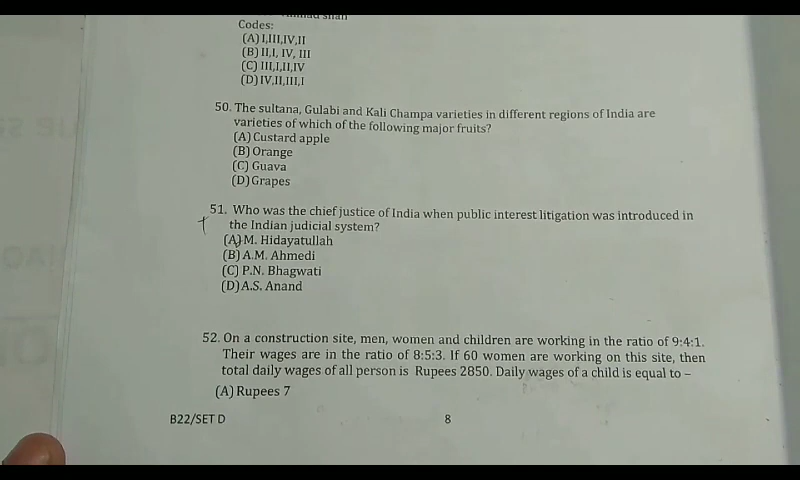 Codes:
(A) I,III,IV,II
(B) II,I, IV, III
(C) III,I,II,IV
(D) IV,II,III,I
50. The sultana, Gulabi and Kali Champa varieties in different regions of India are
varieties of which of the following major fruits?
(A) Custard apple
(B) Orange
(C) Guava
(D) Grapes
51. Who was the chief justice of India when public interest litigation was introduced in
the Indian judicial system?
(A) M. Hidayatullah
(B) A.M. Ahmedi
(C) P.N. Bhagwati
(D) A.S. Anand
52. On a construction site, men, women and children are working in the ratio of 9:4:1.
Their wages are in the ratio of 8:5:3. If 60 women are working on this site, then
total daily wages of all person is Rupees 2850. Daily wages of a child is equal to –
(A) Rupees 7
B22/SET D 8